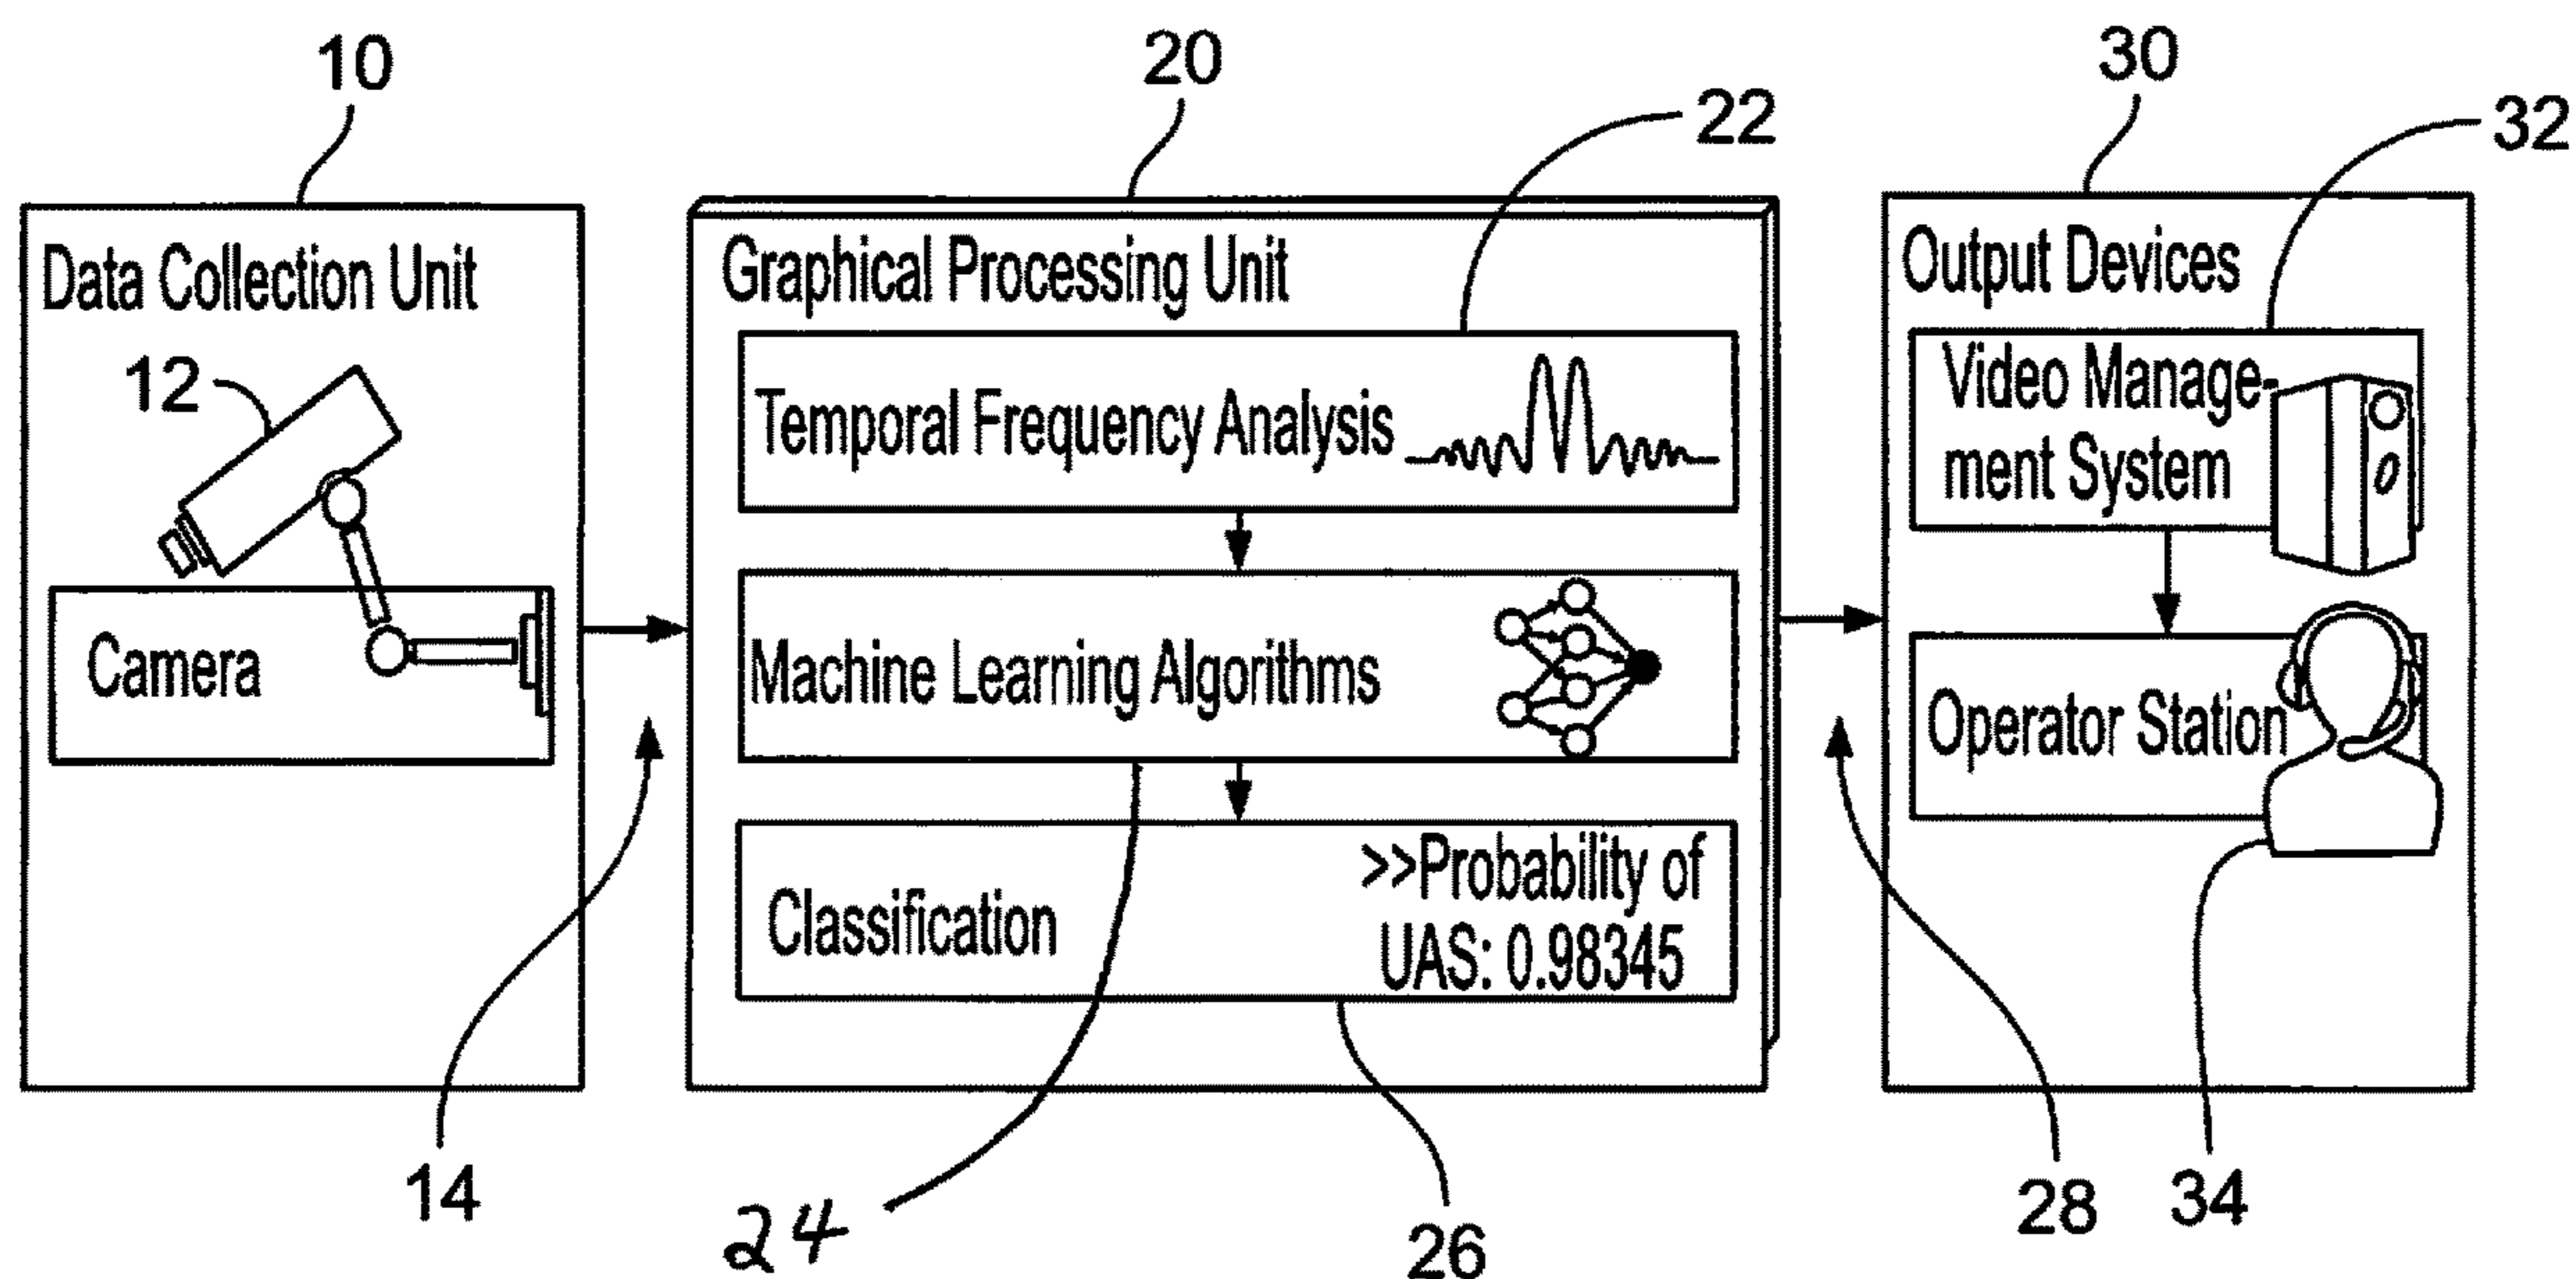 10
20
30
22
32
Data Collection Unit
12
Camera
14
Graphical Processing Unit
Temporal Frequency Analysis
Machine Learning Algorithms
Classification
>>Probability of
UAS: 0.98345
24
26
Output Devices
Video Manage-
ment System
Operator Station
28
34